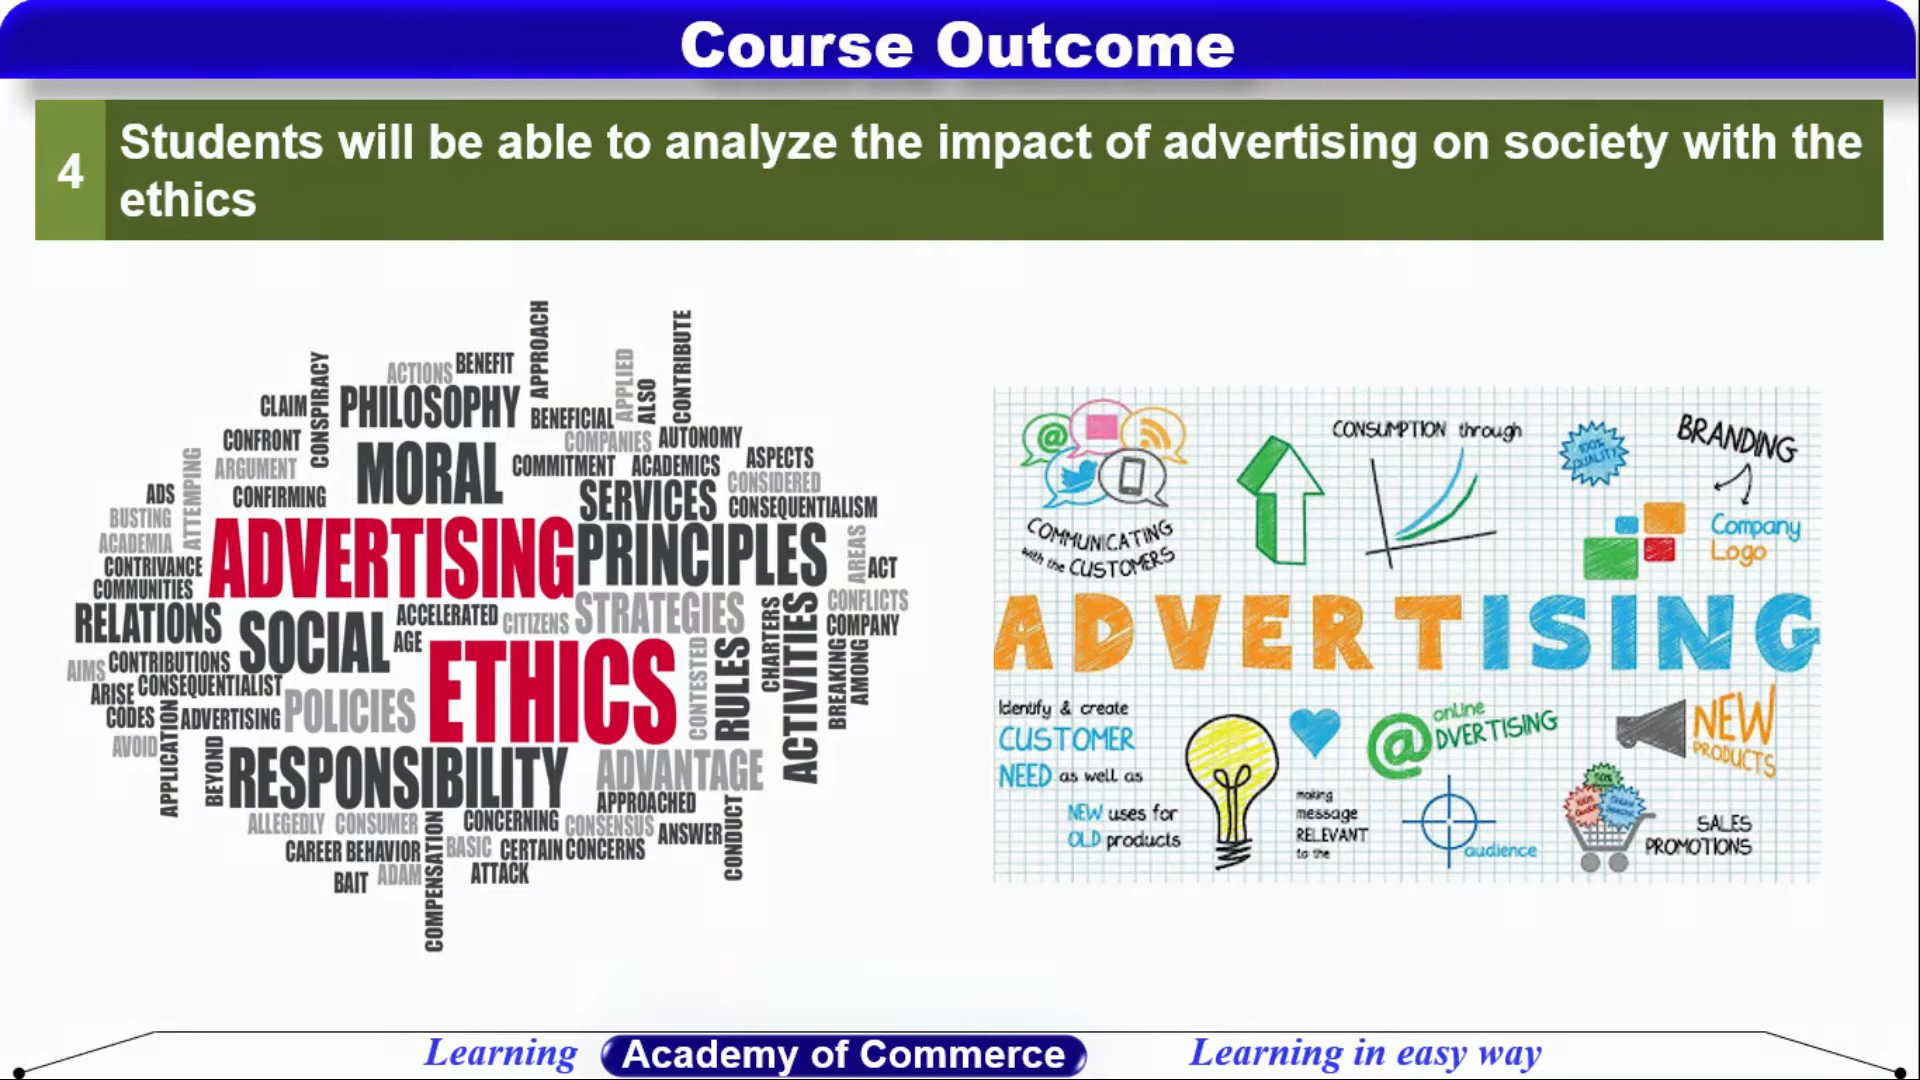 Course Outcome
4
Students will be able to analyze the impact of advertising on society with the
ethics
APPROACH
CONTRIBUTE
ACTIONS
BENEFIT
APPLIED
ALSO
CONSPIRACY
CLAIM
PHILOSOPHY
BENEFICIAL
CONFRONT
COMPANIES
AUTONOMY
ARGUMENT
MORAL
COMMITMENT
ACADEMICS
ASPECTS
CONSIDERED
ATTEMPING
ADS
CONFIRMING
SERVICES
CONSEQUENTIALISM
BUSTING
ACADEMIA
ADVERTISING
PRINCIPLES
AREAS
ACT
CONTRIVANCE
COMMUNITIES
RELATIONS
SOCIAL
ACCELERATED
CITIZENS
STRATEGIES
CHARTERS
ACTIVITIES
CONFLICTS
COMPANY
AGE
AIMS
CONTRIBUTIONS
ETHICS
CONTESTED
RULES
BREAKING
AMONG
ARISE
CONSEQUENTIALIST
CODES
ADVERTISING
POLICIES
AVOID
APPLICATION
BEYOND
RESPONSIBILITY
ADVANTAGE
APPROACHED
ALLEGEDLY
CONSUMER
CONCERNING
CONSENSUS
ANSWER
CONDUCT
CAREER
BEHAVIOR
COMPENSATION
BASIC
CERTAIN
CONCERNS
BAIT
ADAM
ATTACK
COMMUNICATING
with the CUSTOMERS
CONSUMPTION through
100%
QUALITY
BRANDING
Company
Logo
ADVERTISING
Identify & create
CUSTOMER
NEED as well as
NEW uses for
OLD products
making
message
RELEVANT
to the
audience
online
@DVERTISING
NEW
PRODUCTS
SALES
PROMOTIONS
Learning
Academy of Commerce
Learning in easy way